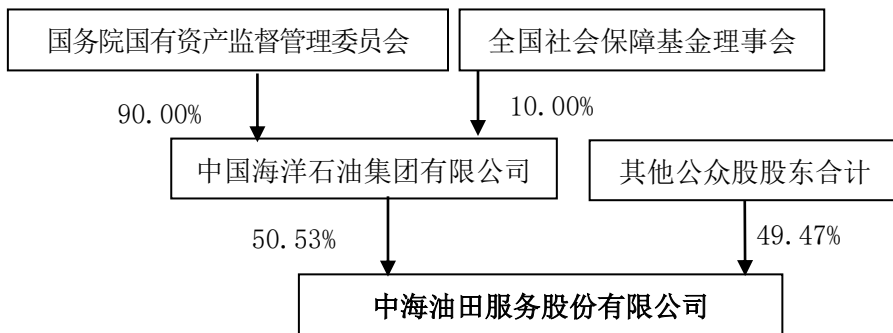 国务院国有资产监督管理委员会
全国社会保障基金理事会
90.00%
10.00%
中国海洋石油集团有限公司
其他公众股股东合计
50.53%
49.47%
中海油田服务股份有限公司